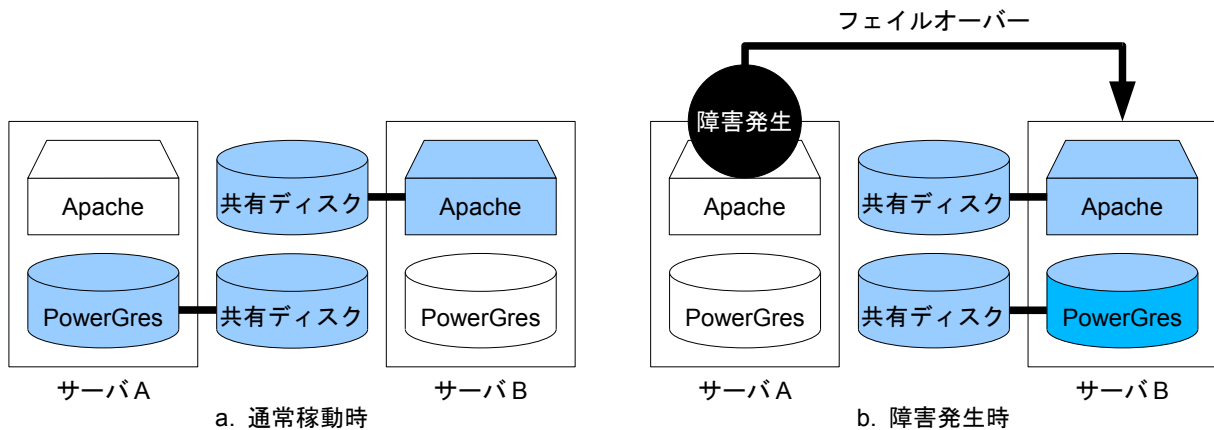 フェイルオーバー
障害発生
Apache
共有ディスク
Apache
PowerGres
共有ディスク
PowerGres
サーバA
サーバB
a. 通常稼動時
Apache
共有ディスク
Apache
PowerGres
共有ディスク
PowerGres
サーバA
サーバB
b. 障害発生時